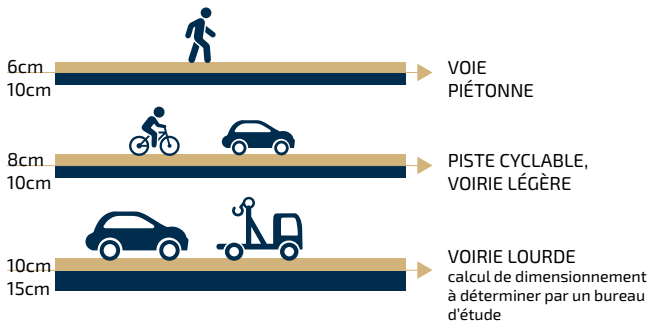 6cm
10cm
VOIE
PIÉTONNE
8cm
10cm
PISTE CYCLABLE,
VOIRIE LÉGÈRE
10cm
15cm
VOIRIE LOURDE
calcul de dimensionnement
à déterminer par un bureau
d'étude